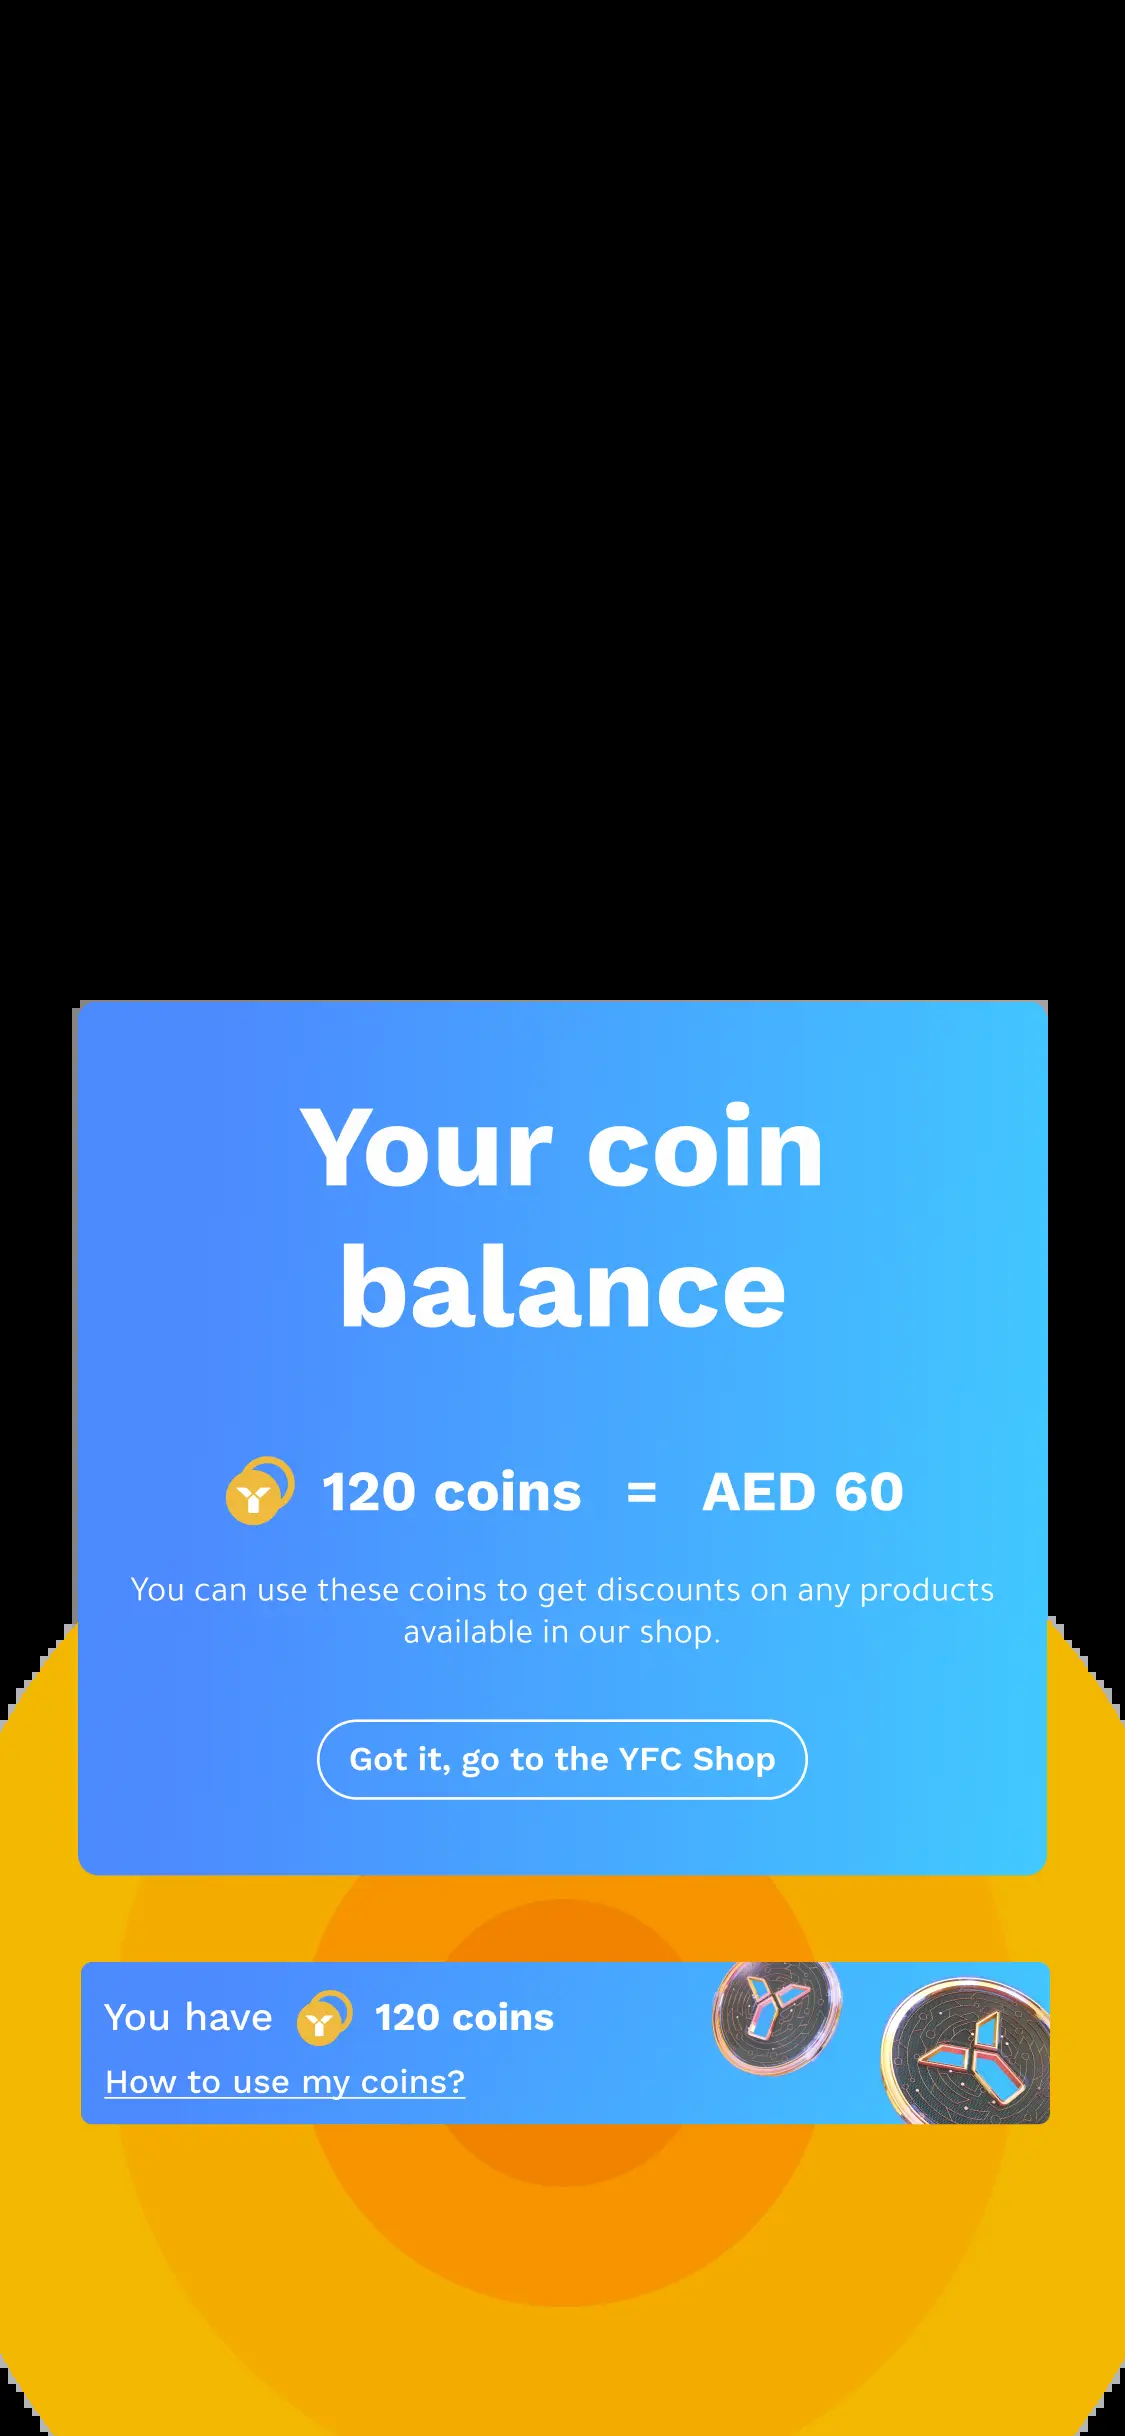 Your coin
balance
120 coins = AED 60
You can use these coins to get discounts on any products
available in our shop.
Got it, go to the YFC Shop
You have 120 coins
How to use my coins?